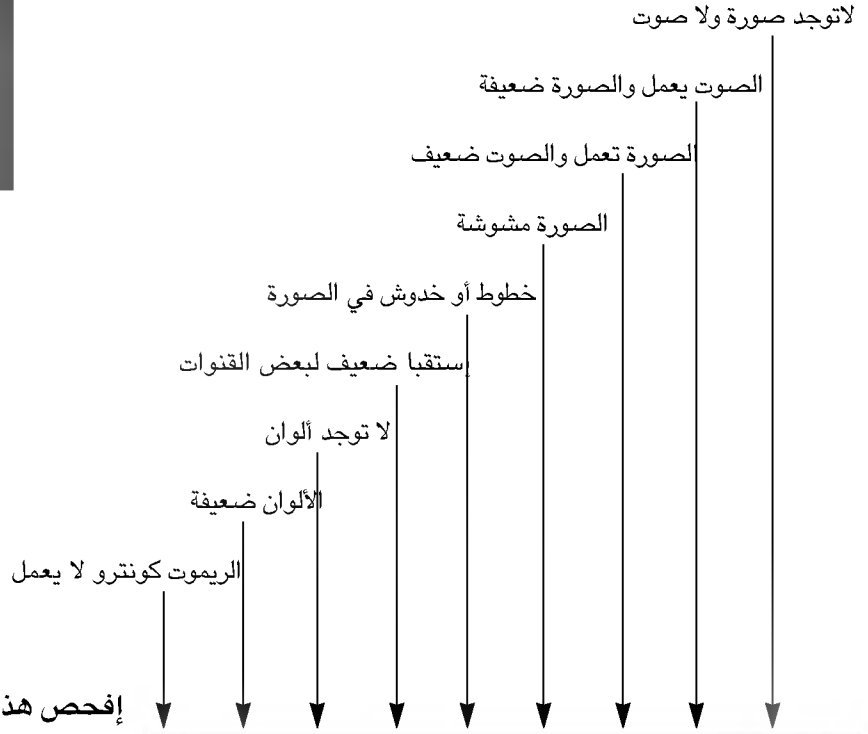 لاتوجد صورة ولا صوت
الصوت يعمل والصورة ضعيفة
الصورة تعمل والصوت ضعيف
الصورة مشوشة
خطوط أو خدوش في الصورة
إستقبا ضعيف لبعض القنوات
لا توجد ألوان
الألوان ضعيفة
الريموت كونترو لا يعمل
إفحص هذ